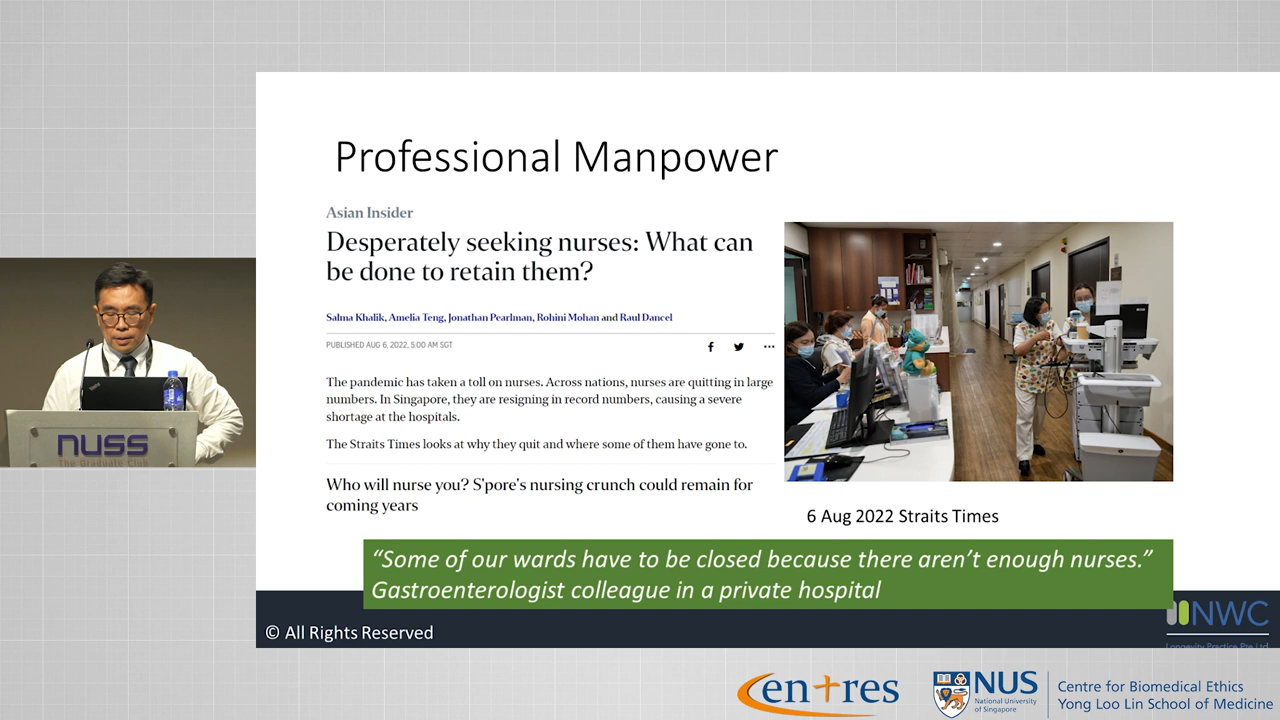 Professional Manpower
Asian Insider
Desperately seeking nurses: What can
be done to retain them?
Salma Khalik, Amelia Teng, Jonathan Pearlman, Rohini Mohan and Raul Dancel
PUBLISHED AUG 6, 2022, 5:00 AM SGT
The pandemic has taken a toll on nurses. Across nations, nurses are quitting in large
numbers. In Singapore, they are resigning in record numbers, causing a severe
shortage at the hospitals.
The Straits Times looks at why they quit and where some of them have gone to.
Who will nurse you? S'pore's nursing crunch could remain for
coming years
6 Aug 2022 Straits Times
“Some of our wards have to be closed because there aren’t enough nurses.”
Gastroenterologist colleague in a private hospital
© All Rights Reserved
NWC
Longevity Practice Pte Ltd
NUSS
The Graduate Club
Centres
NUS
National University
of Singapore
Centre for Biomedical Ethics
Yong Loo Lin School of Medicine